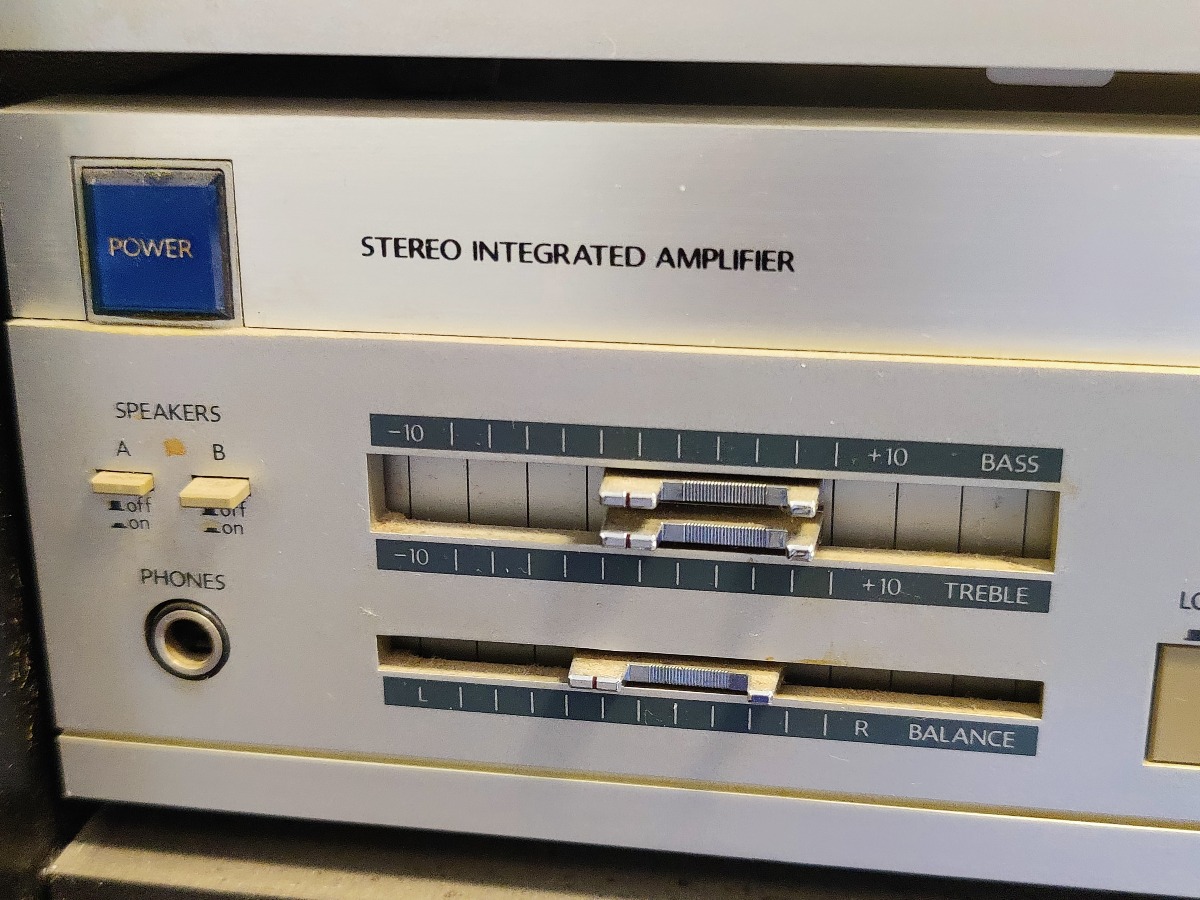 POWER
STEREO INTEGRATED AMPLIFIER
SPEAKERS
A B
off off
on on
PHONES
-10 +10 BASS
-10 +10 TREBLE
L R BALANCE